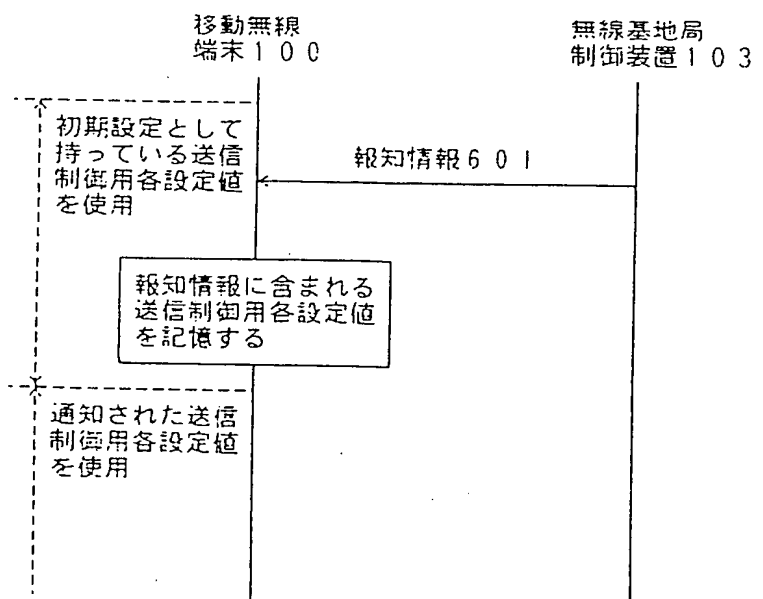 移動無線
端末100
無線基地局
制御装置103
初期設定として
持っている送信
制御用各設定値
を使用
報知情報601
報知情報に含まれる
送信制御用各設定値
を記憶する
通知された送信
制御用各設定値
を使用